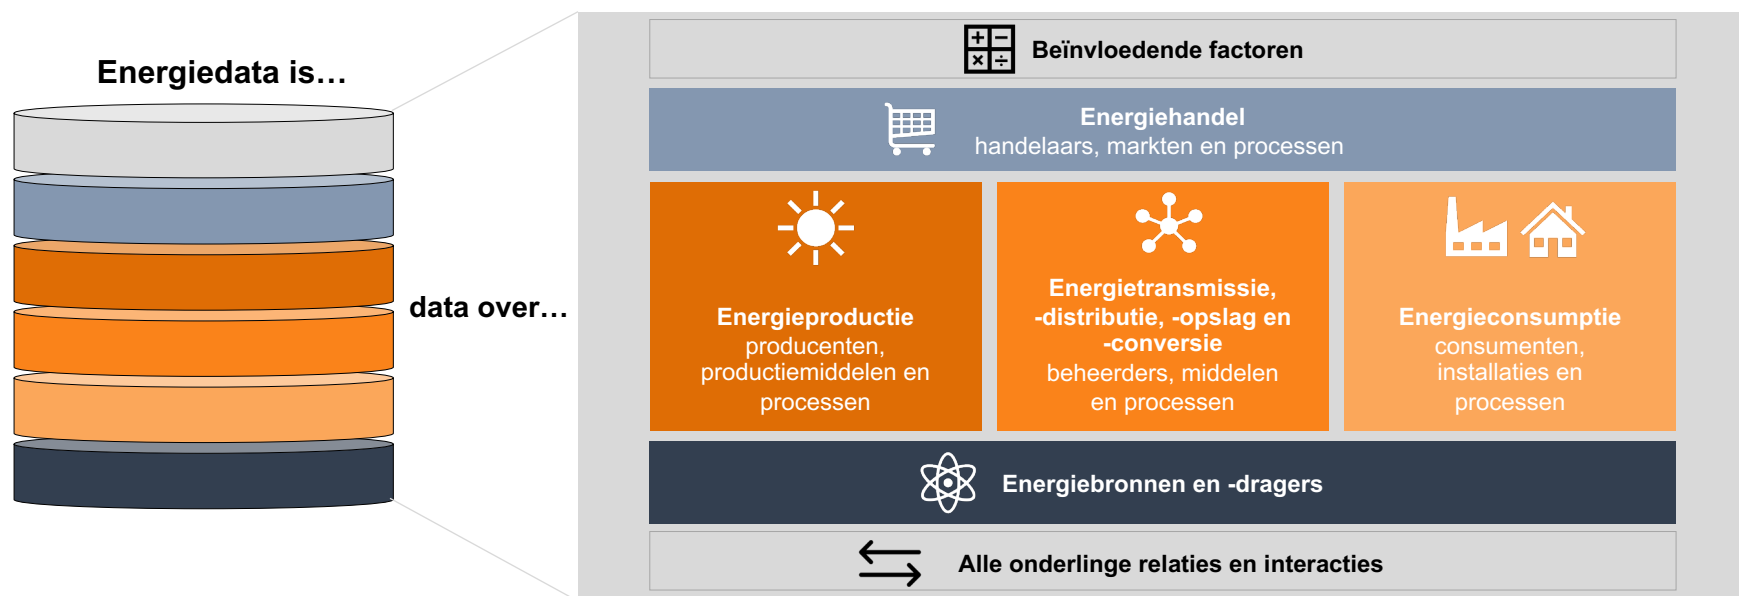 Energiedata is…
data over…
Beïnvloedende factoren
Energiehandel
handelaars, markten en processen
Energieproductie
producenten,
productiemiddelen en
processen
Energietransmissie,
-distributie, -opslag en
-conversie
beheerders, middelen
en processen
Energieconsumptie
consumenten,
installaties en
processen
Energiebronnen en -dragers
Alle onderlinge relaties en interacties